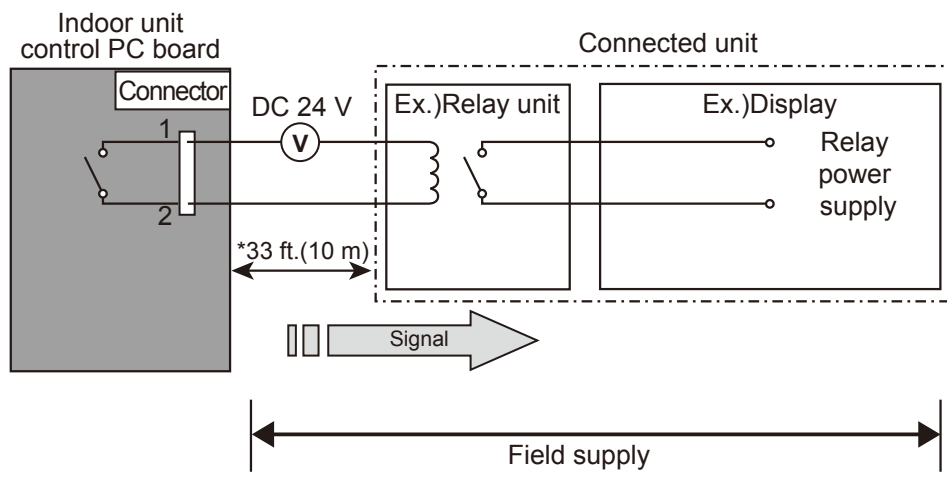 Indoor unit
control PC board
Connected unit
Connector
DC 24 V
Ex.)Relay unit
Ex.)Display
1
V
Relay
power
supply
2
*33 ft.(10 m)
Signal
Field supply